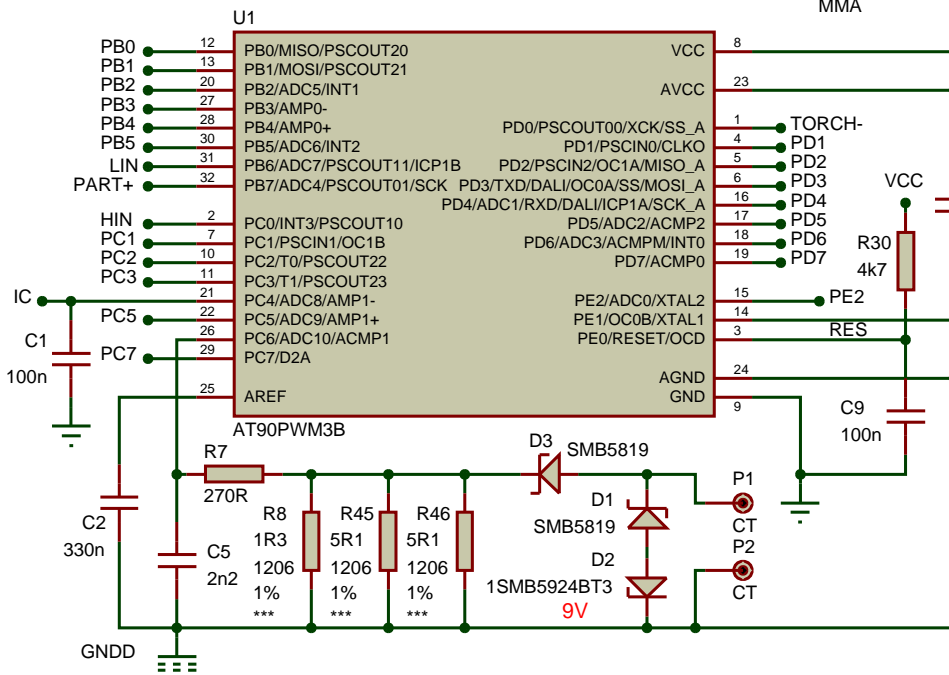 MMA
U1
PB0 12 PB0/MISO/PSCOUT20 VCC 8
PB1 13 PB1/MOSI/PSCOUT21
PB2 20 PB2/ADC5/INT1 AVCC 23
PB3 27 PB3/AMP0-
PB4 28 PB4/AMP0+ PD0/PSCOUT00/XCK/SS_A 1 TORCH-
PB5 30 PB5/ADC6/INT2 PD1/PSCIN0/CLKO 4 PD1
LIN 31 PB6/ADC7/PSCOUT11/ICP1B PD2/PSCIN2/OC1A/MISO_A 5 PD2
PART+ 32 PB7/ADC4/PSCOUT01/SCK PD3/TXD/DALI/OC0A/SS/MOSI_A 6 PD3
PD4/ADC1/RXD/DALI/ICP1A/SCK_A 16 PD4
HIN 2 PC0/INT3/PSCOUT10 PD5/ADC2/ACMP2 17 PD5
PC1 7 PC1/PSCIN1/OC1B PD6/ADC3/ACMPM/INT0 18 PD6
PC2 10 PC2/T0/PSCOUT22 PD7/ACMP0 19 PD7
PC3 11 PC3/T1/PSCOUT23
IC 21 PC4/ADC8/AMP1- PE2/ADC0/XTAL2 15 PE2
PC5 22 PC5/ADC9/AMP1+ PE1/OC0B/XTAL1 14
26 PC6/ADC10/ACMP1 PE0/RESET/OCD 3 RES
PC7 29 PC7/D2A
AGND 24
25 AREF GND 9
AT90PWM3B
VCC
R30
4k7
C1
100n
C9
100n
R7
270R
D3
SMB5819
P1
CT
D1
SMB5819
P2
CT
D2
1SMB5924BT3
9V
R8
1R3
1206
1%
***
R45
5R1
1206
1%
***
R46
5R1
1206
1%
***
C2
330n
C5
2n2
GNDD